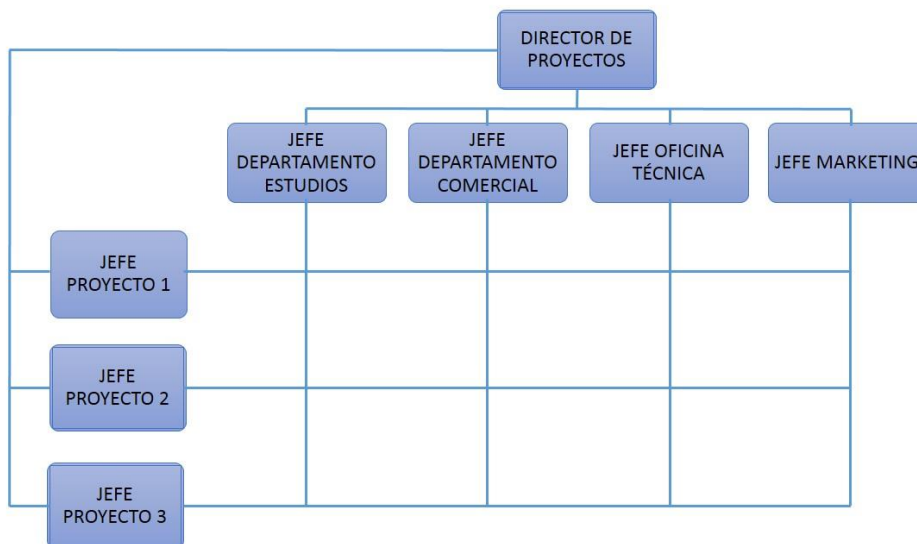 DIRECTOR DE
PROYECTOS
JEFE
DEPARTAMENTO
ESTUDIOS
JEFE
DEPARTAMENTO
COMERCIAL
JEFE OFICINA
TÉCNICA
JEFE MARKETING
JEFE
PROYECTO 1
JEFE
PROYECTO 2
JEFE
PROYECTO 3